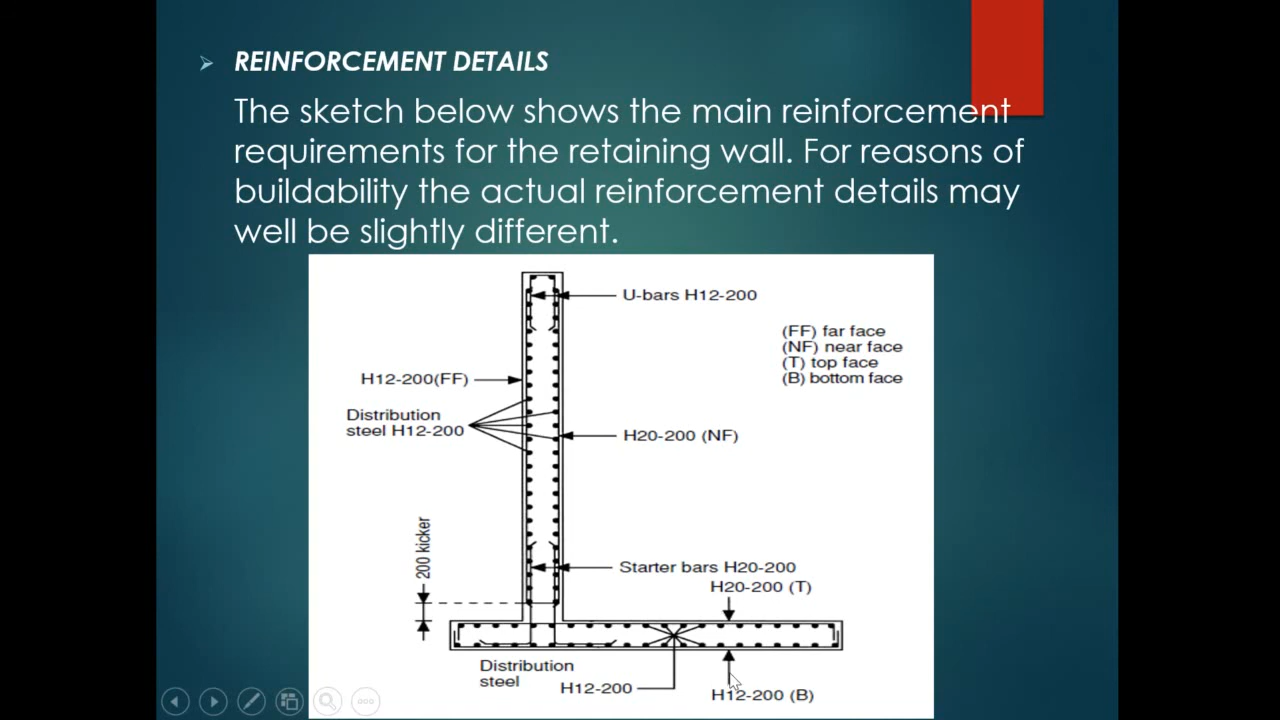 REINFORCEMENT DETAILS
The sketch below shows the main reinforcement
requirements for the retaining wall. For reasons of
buildability the actual reinforcement details may
well be slightly different.
U-bars H12-200
(FF) far face
(NF) near face
(T) top face
(B) bottom face
H12-200(FF)
Distribution
steel H12-200
H20-200 (NF)
200 kicker
Starter bars H20-200
H20-200 (T)
Distribution
steel
H12-200
H12-200 (B)